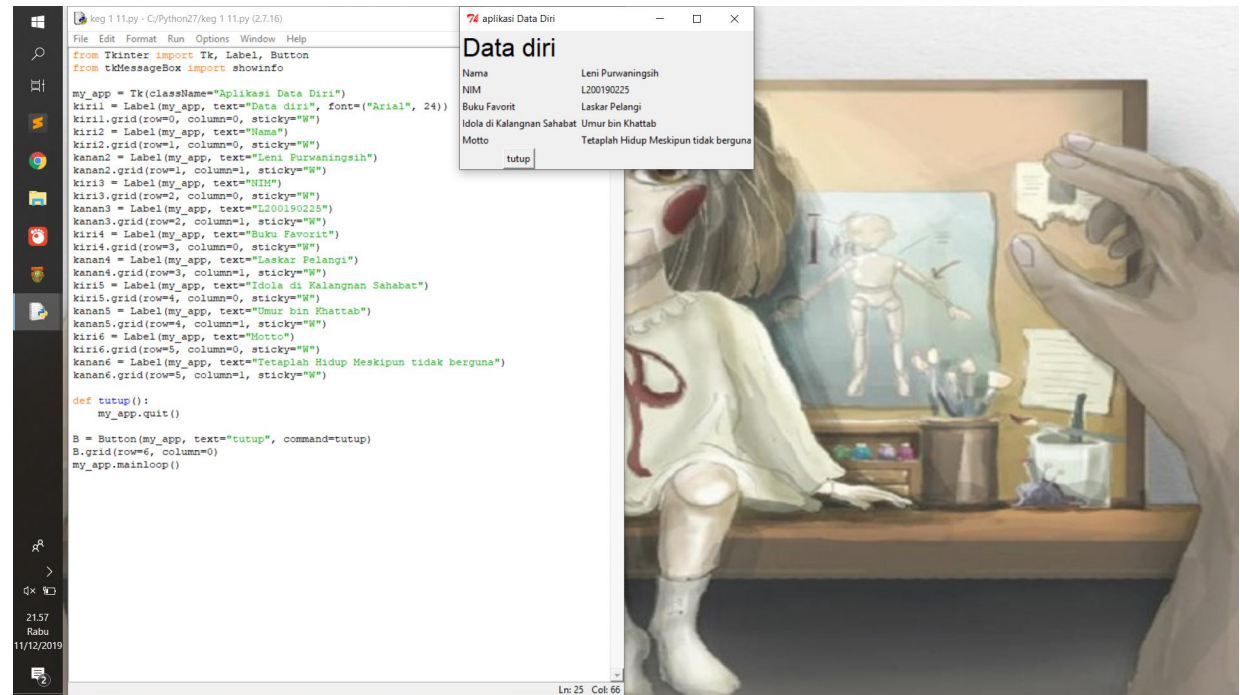 keg 1 11.py - C:/Python27/keg 1 11.py (2.7.16)
File Edit Format Run Options Window Help
from Tkinter import Tk, Label, Button
from tkMessageBox import showinfo
my_app = Tk(className="Aplikasi Data Diri")
kiri1 = Label(my_app, text="Data diri", font=("Arial", 24))
kiri1.grid(row=0, column=0, sticky="W")
kiri2 = Label(my_app, text="Nama")
kiri2.grid(row=1, column=0, sticky="W")
kanan2 = Label(my_app, text="Leni Purwaningsih")
kanan2.grid(row=1, column=1, sticky="W")
kiri3 = Label(my_app, text="NIM")
kiri3.grid(row=2, column=0, sticky="W")
kanan3 = Label(my_app, text="L200190225")
kanan3.grid(row=2, column=1, sticky="W")
kiri4 = Label(my_app, text="Buku Favorit")
kiri4.grid(row=3, column=0, sticky="W")
kanan4 = Label(my_app, text="Laskar Pelangi")
kanan4.grid(row=3, column=1, sticky="W")
kiri5 = Label(my_app, text="Idola di Kalangnan Sahabat")
kiri5.grid(row=4, column=0, sticky="W")
kanan5 = Label(my_app, text="Umur bin Khattab")
kanan5.grid(row=4, column=1, sticky="W")
kiri6 = Label(my_app, text="Motto")
kiri6.grid(row=5, column=0, sticky="W")
kanan6 = Label(my_app, text="Tetaplah Hidup Meskipun tidak berguna")
kanan6.grid(row=5, column=1, sticky="W")
def tutup():
    my_app.quit()
B = Button(my_app, text="tutup", command=tutup)
B.grid(row=6, column=0)
my_app.mainloop()
Ln: 25 Col: 66
aplikasi Data Diri
Data diri
Nama Leni Purwaningsih
NIM L200190225
Buku Favorit Laskar Pelangi
Idola di Kalangnan Sahabat Umur bin Khattab
Motto Tetaplah Hidup Meskipun tidak berguna
tutup
21.57
Rabu
11/12/2019
2